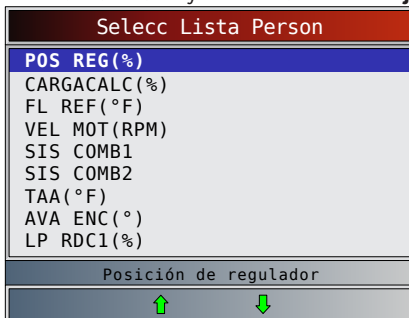 Selecc Lista Person
POS REG(%)
CARGACALC(%)
FL REF(°F)
VEL MOT(RPM)
SIS COMB1
SIS COMB2
TAA(°F)
AVA ENC(°)
LP RDC1(%)
Posición de regulador